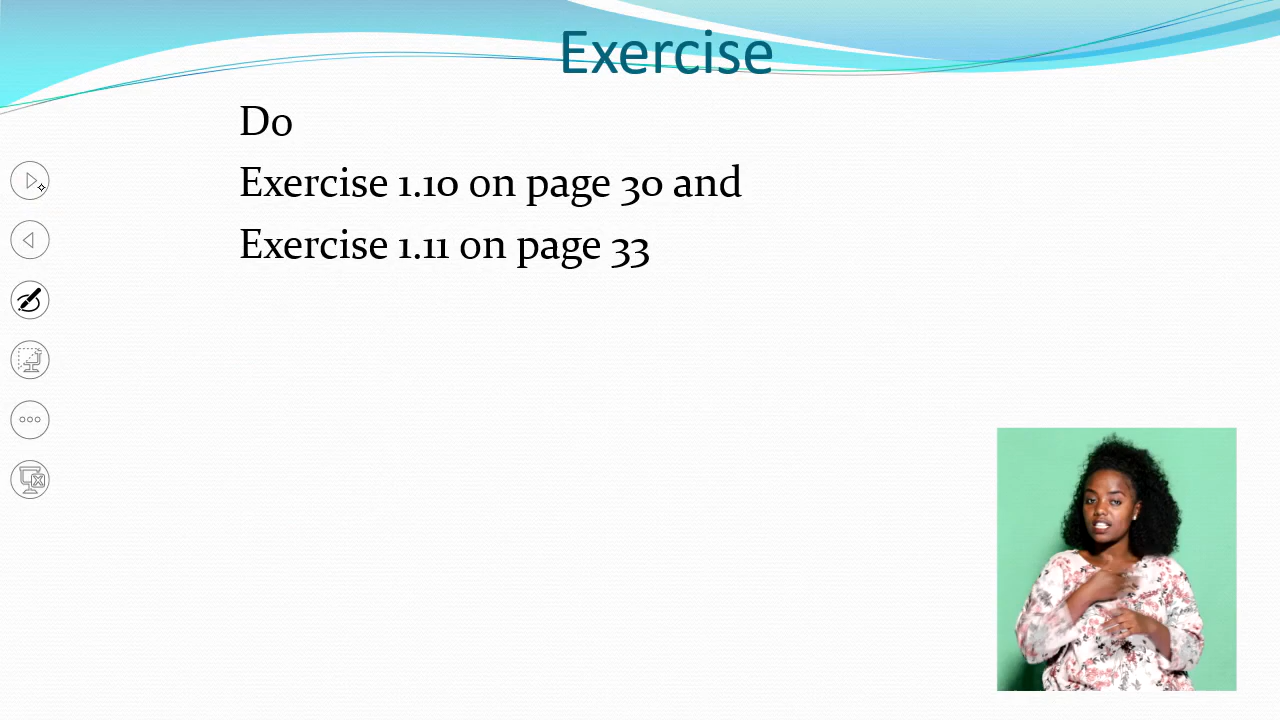 Exercise
Do
Exercise 1.10 on page 30 and
Exercise 1.11 on page 33